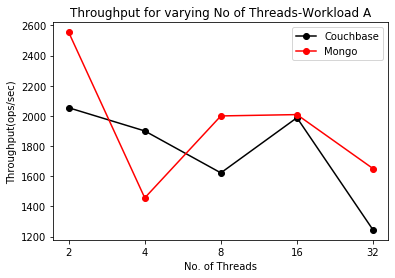 Throughput for varying No of Threads-Workload A
Couchbase
Mongo
Throughput(ops/sec)
2600
2400
2200
2000
1800
1600
1400
1200
2 4 8 16 32
No. of Threads